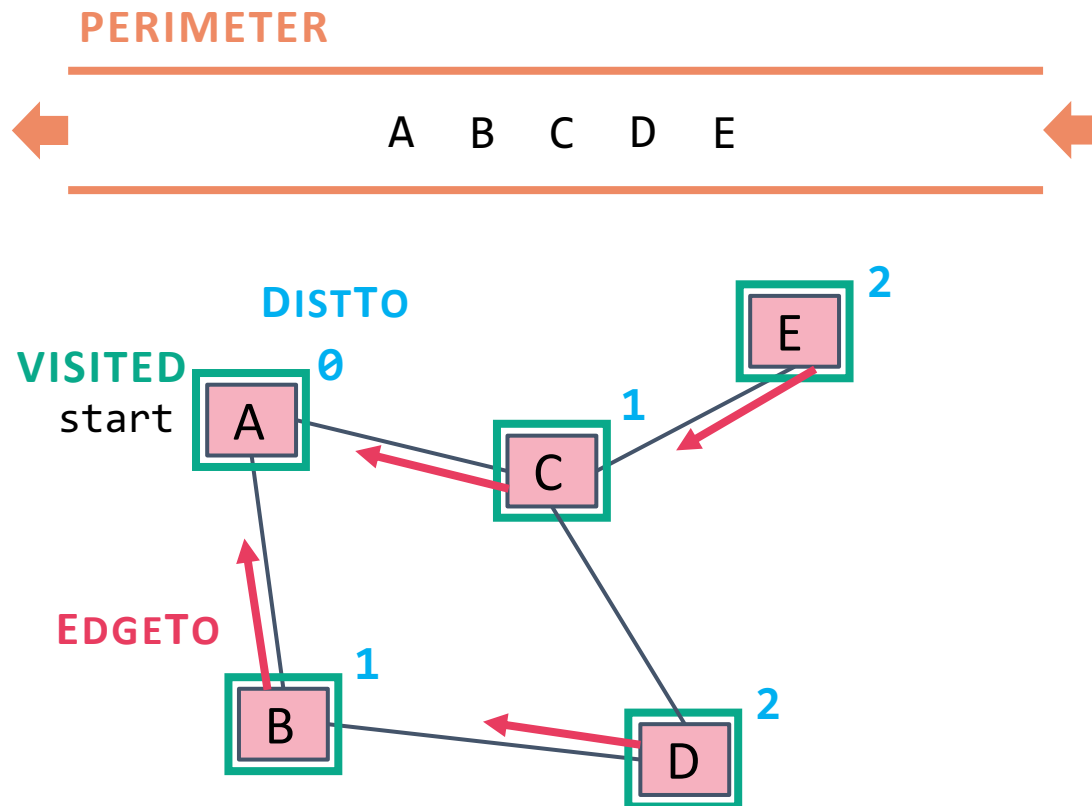 PERIMETER
A B C D E
DISTTO
2
E
VISITED
0
start
A
1
C
EDGETO
1
B
2
D